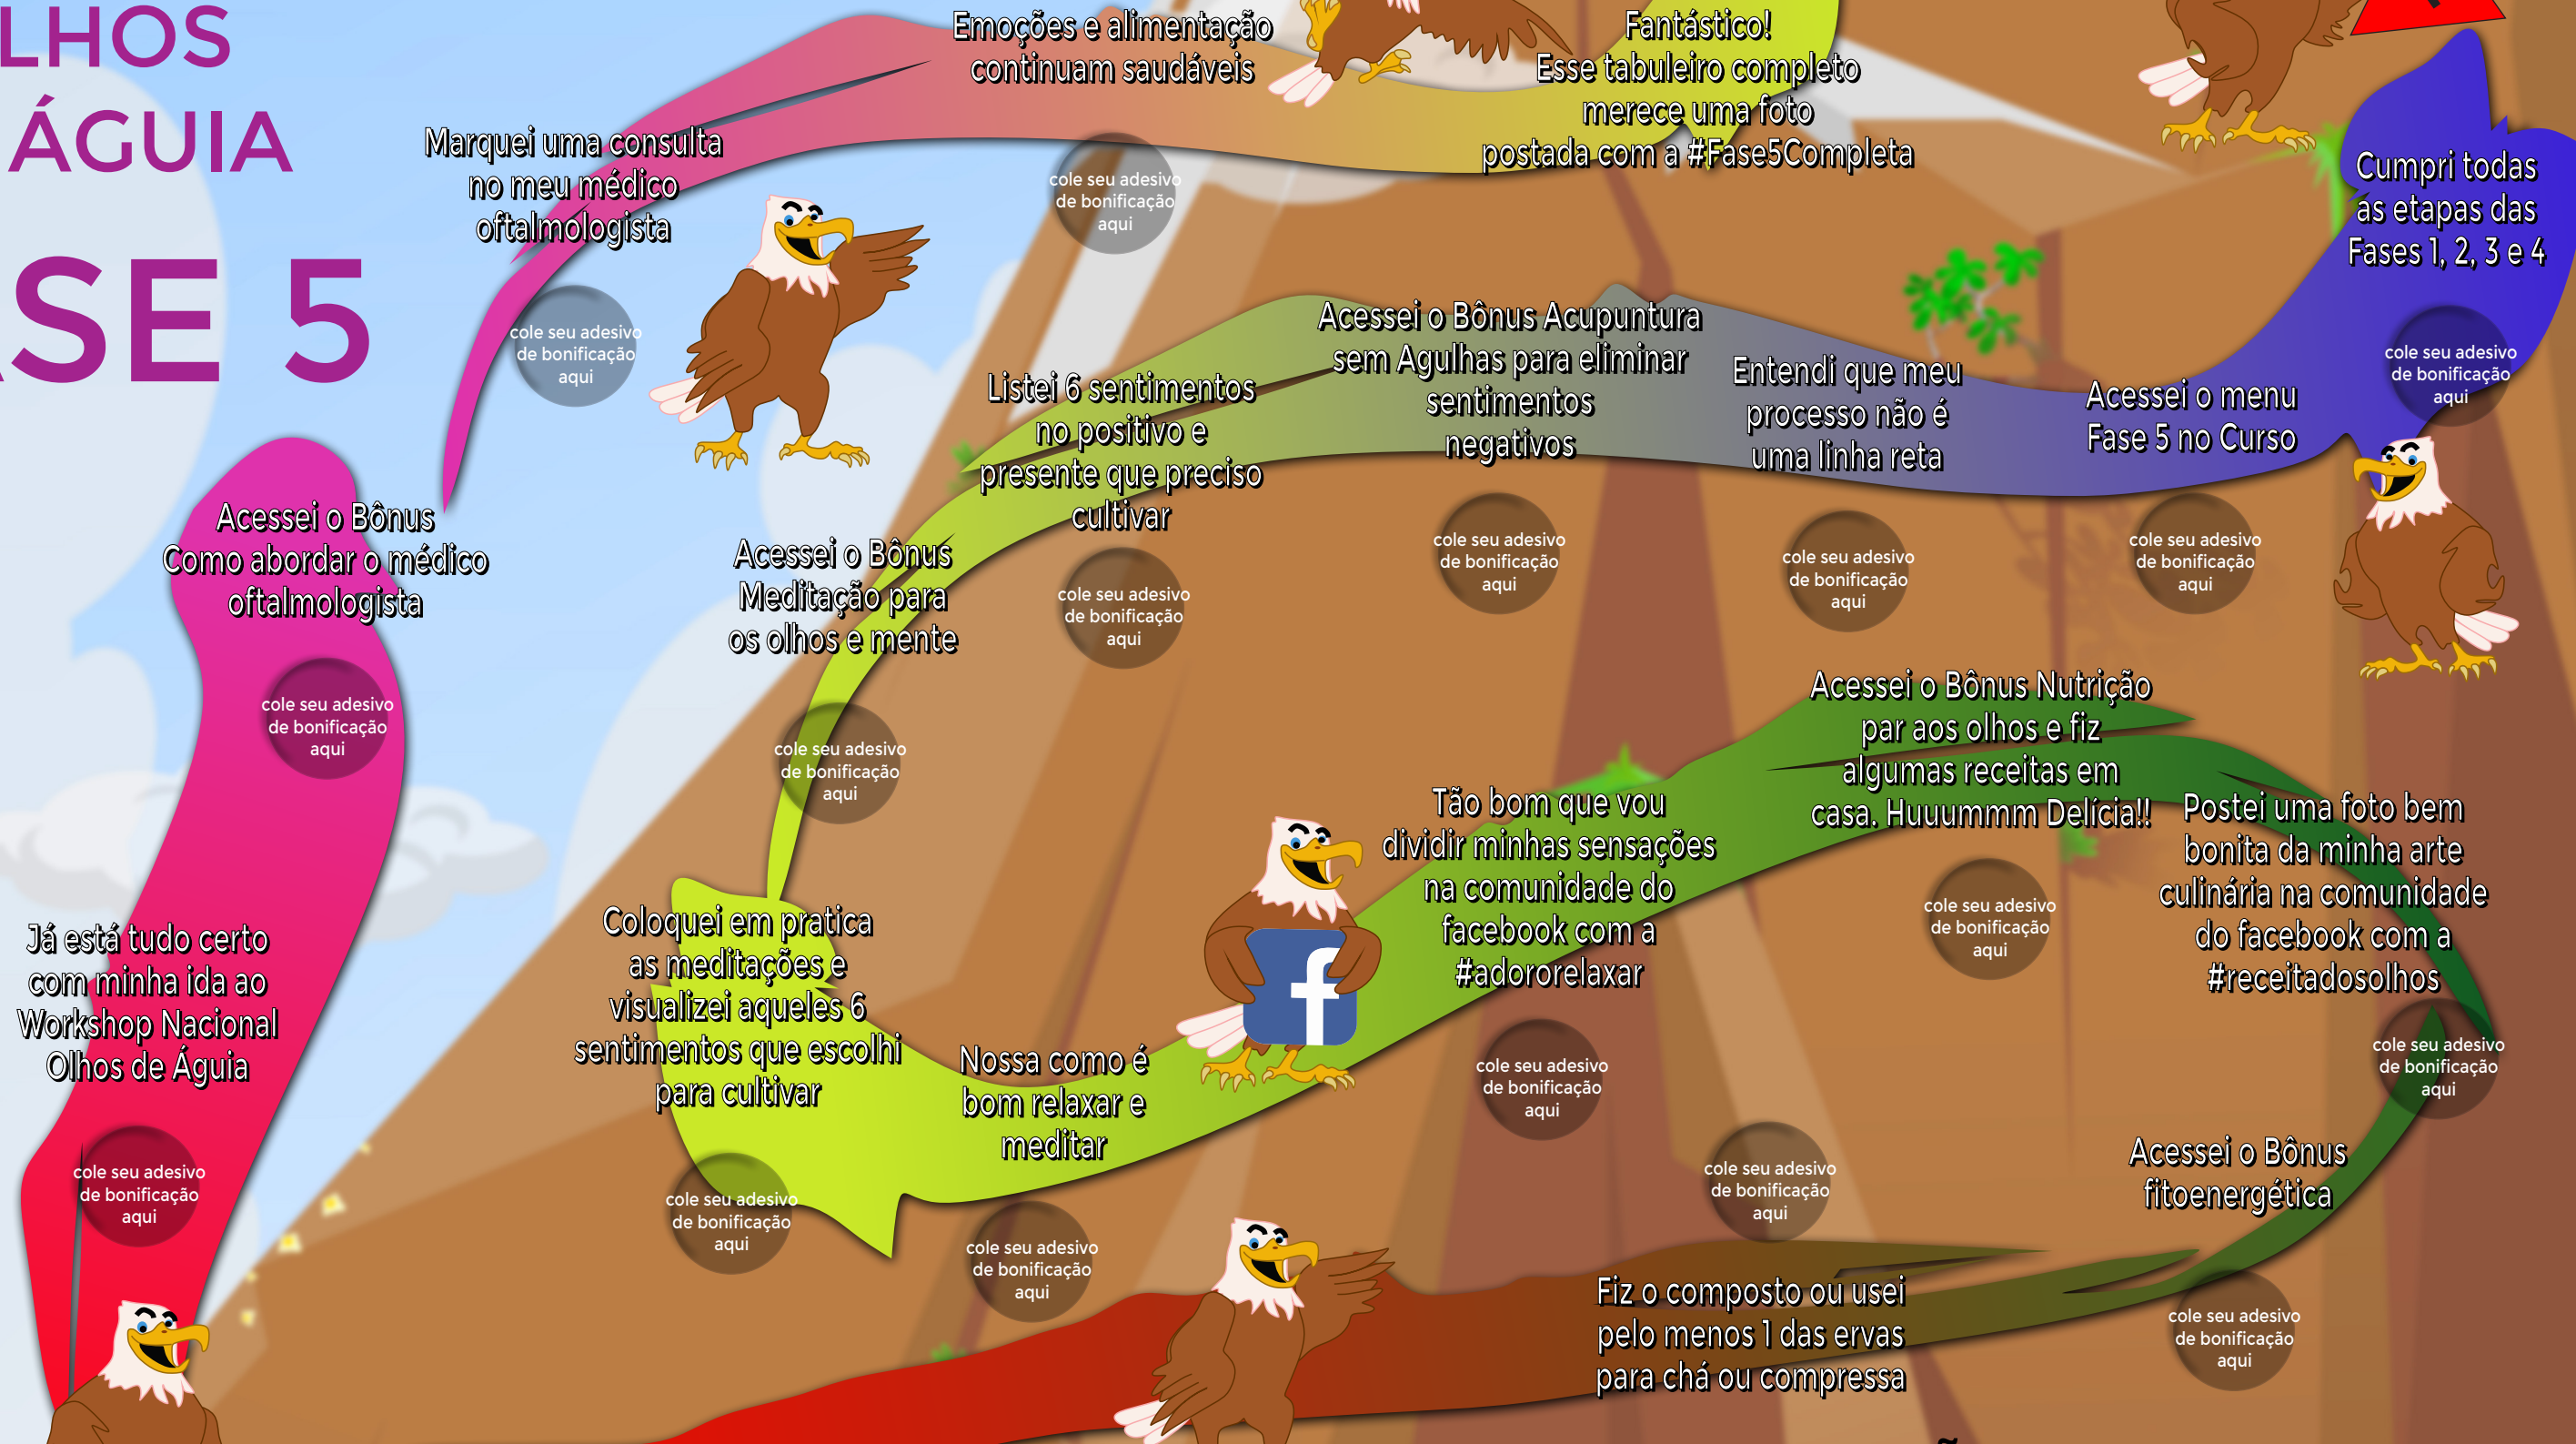 LHOS
ÁGUIA
ASE 5
Emoções e alimentação
continuam saudáveis
cole seu adesivo
de bonificação
aqui
Fantástico!
Esse tabuleiro completo
merece uma foto
postada com a #Fase5Completa
Marquei uma consulta
no meu médico
oftalmologista
cole seu adesivo
de bonificação
aqui
Cumpri todas
as etapas das
Fases 1, 2, 3 e 4
cole seu adesivo
de bonificação
aqui
Acessei o menu
Fase 5 no Curso
cole seu adesivo
de bonificação
aqui
Entendi que meu
processo não é
uma linha reta
cole seu adesivo
de bonificação
aqui
Acessei o Bônus Acupuntura
sem Agulhas para eliminar
sentimentos
negativos
cole seu adesivo
de bonificação
aqui
Listei 6 sentimentos
no positivo e
presente que preciso
cultivar
cole seu adesivo
de bonificação
aqui
Acessei o Bônus
Meditação para
os olhos e mente
cole seu adesivo
de bonificação
aqui
Acessei o Bônus
Como abordar o médico
oftalmologista
cole seu adesivo
de bonificação
aqui
Já está tudo certo
com minha ida ao
Workshop Nacional
Olhos de Águia
cole seu adesivo
de bonificação
aqui
Coloquei em pratica
as meditações e
visualizei aqueles 6
sentimentos que escolhi
para cultivar
cole seu adesivo
de bonificação
aqui
Nossa como é
bom relaxar e
meditar
cole seu adesivo
de bonificação
aqui
f
Tão bom que vou
dividir minhas sensações
na comunidade do
facebook com a
#adororelaxar
cole seu adesivo
de bonificação
aqui
Acessei o Bônus Nutrição
par aos olhos e fiz
algumas receitas em
casa. Huuummm Delícia!!
cole seu adesivo
de bonificação
aqui
Postei uma foto bem
bonita da minha arte
culinária na comunidade
do facebook com a
#receitadosolhos
cole seu adesivo
de bonificação
aqui
Acessei o Bônus
fitoenergética
cole seu adesivo
de bonificação
aqui
cole seu adesivo
de bonificação
aqui
Fiz o composto ou usei
pelo menos 1 das ervas
para chá ou compressa